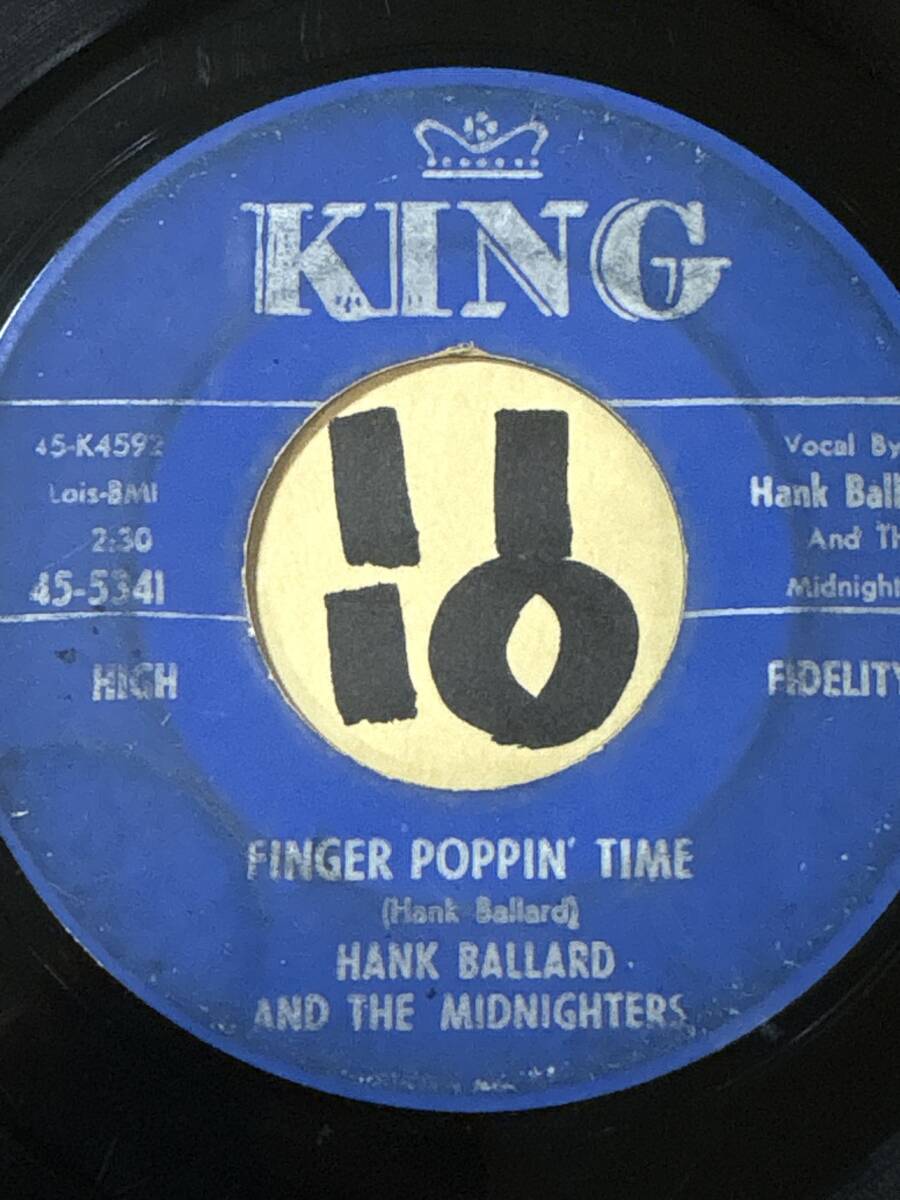 KING
45-K4592
Lois-BMI
2:30
45-5341
Vocal By
Hank Ball
And Th
Midnight
HIGH FIDELITY
FINGER POPPIN' TIME
(Hank Ballard)
HANK BALLARD
AND THE MIDNIGHTERS